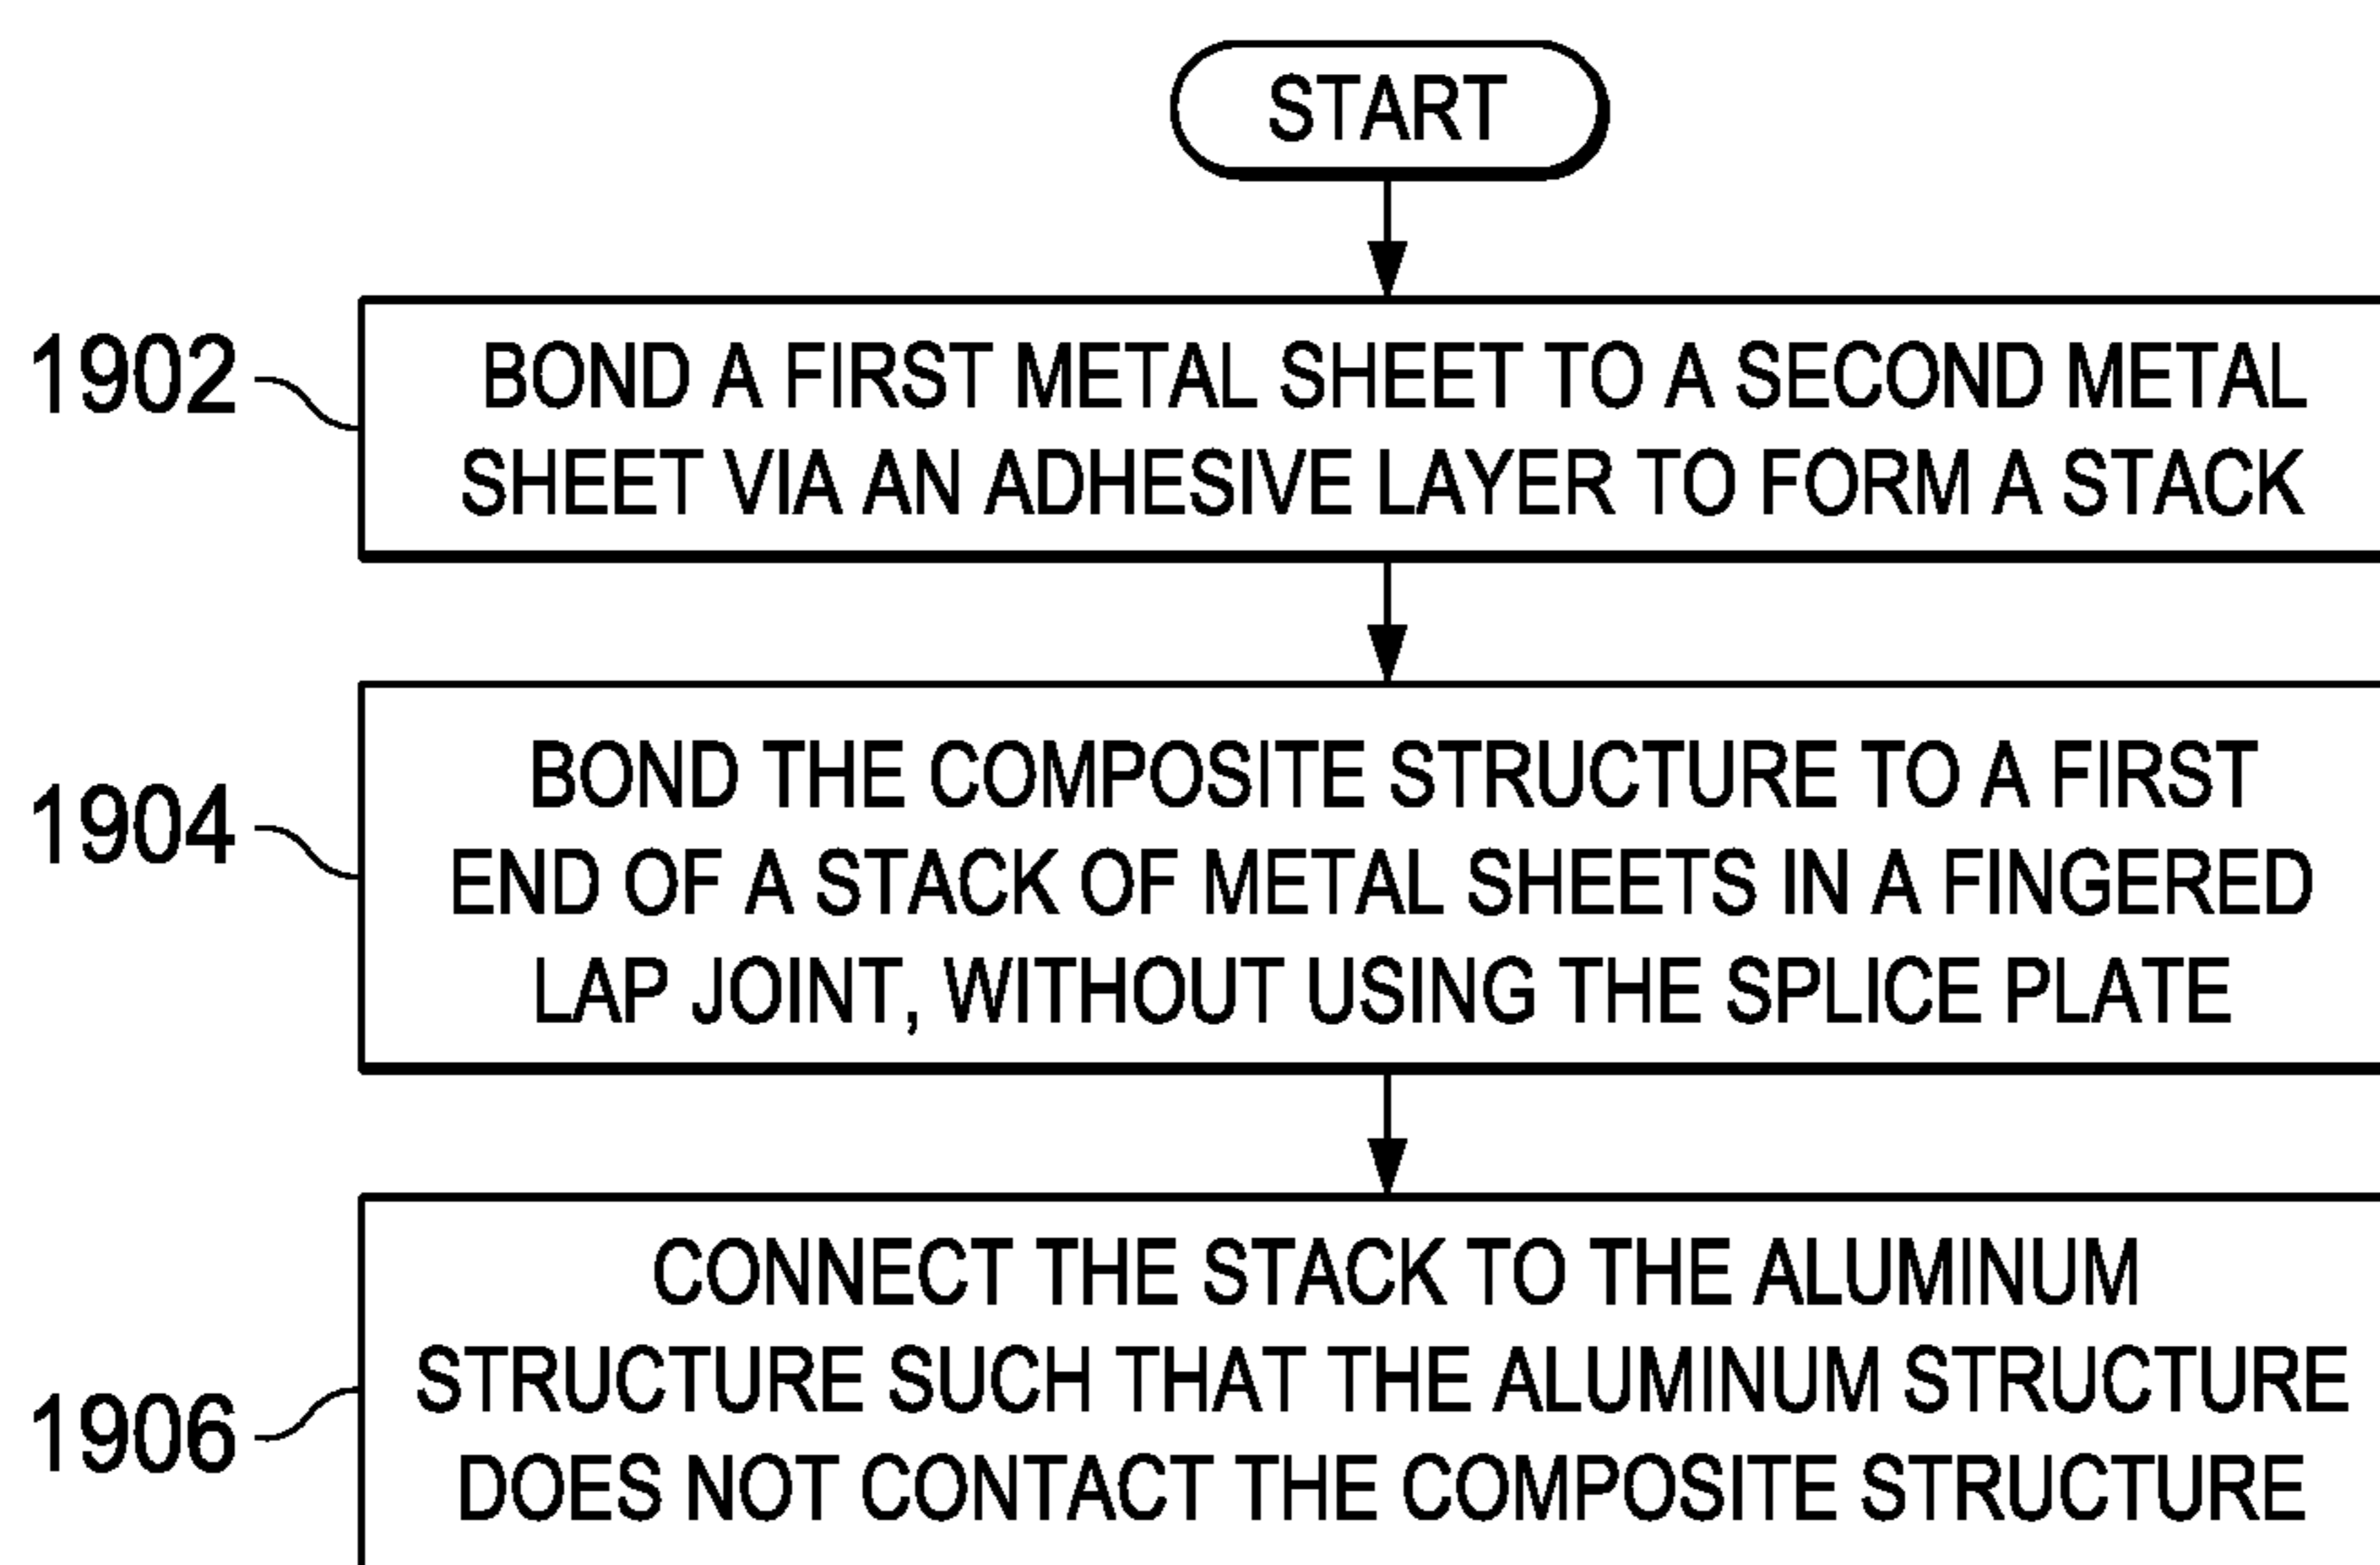 START
1902
BOND A FIRST METAL SHEET TO A SECOND METAL
SHEET VIA AN ADHESIVE LAYER TO FORM A STACK
1904
BOND THE COMPOSITE STRUCTURE TO A FIRST
END OF A STACK OF METAL SHEETS IN A FINGERED
LAP JOINT, WITHOUT USING THE SPLICE PLATE
1906
CONNECT THE STACK TO THE ALUMINUM
STRUCTURE SUCH THAT THE ALUMINUM STRUCTURE
DOES NOT CONTACT THE COMPOSITE STRUCTURE